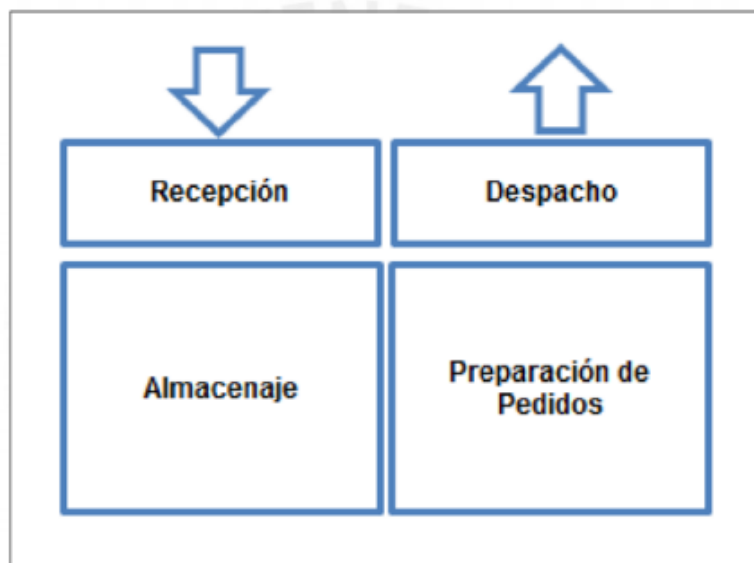 Recepción
Despacho
Almacenaje
Preparación de
Pedidos